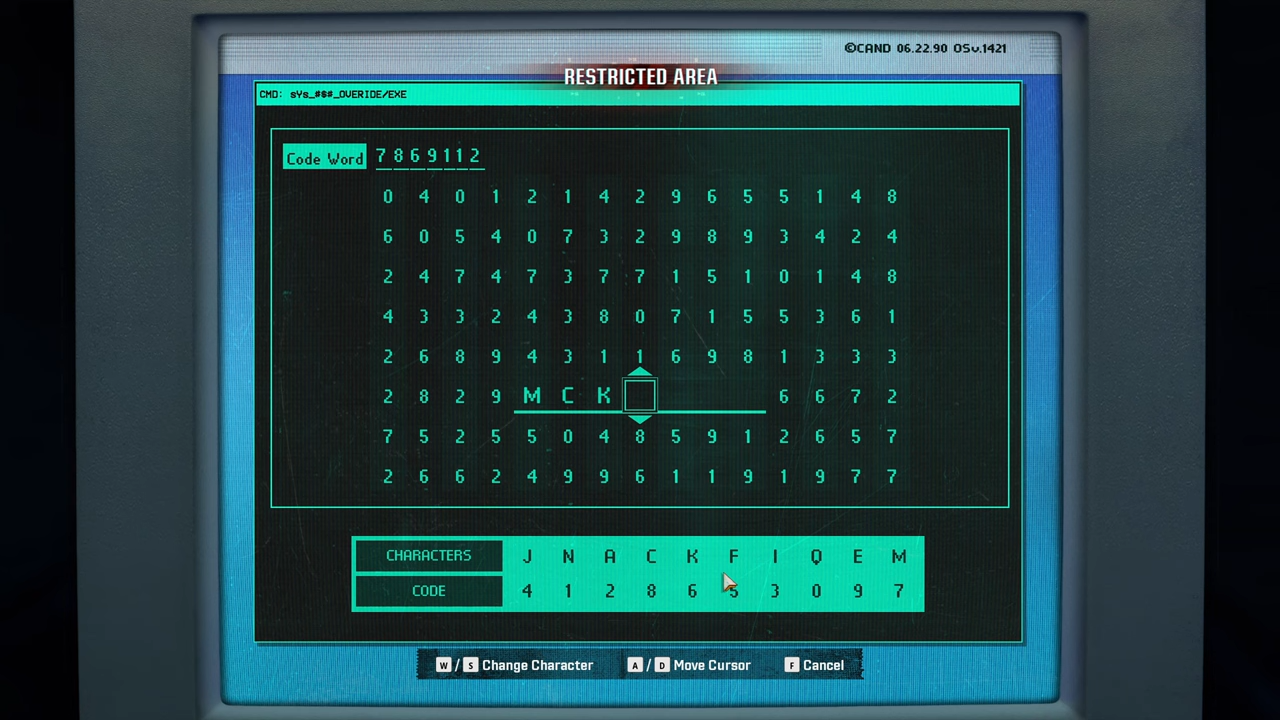 ©CAND 06.22.90 OSv.1421
RESTRICTED AREA
CMD: sYs_#$#_OVERIDE/EXE
Code Word 7 8 6 9 1 1 2
0 4 0 1 2 1 4 2 9 6 5 5 1 4 8
6 0 5 4 0 7 3 2 9 8 9 3 4 2 4
2 4 7 4 7 3 7 7 1 5 1 0 1 4 8
4 3 3 2 4 3 8 0 7 1 5 5 3 6 1
2 6 8 9 4 3 1 1 6 9 8 1 3 3 3
2 8 2 9 M C K 6 6 7 2
7 5 2 5 5 0 4 8 5 9 1 2 6 5 7
2 6 6 2 4 9 9 6 1 1 9 1 9 7 7
CHARACTERS J N A C K F I Q E M
CODE 4 1 2 8 6 5 3 0 9 7
W / S Change Character A / D Move Cursor F Cancel